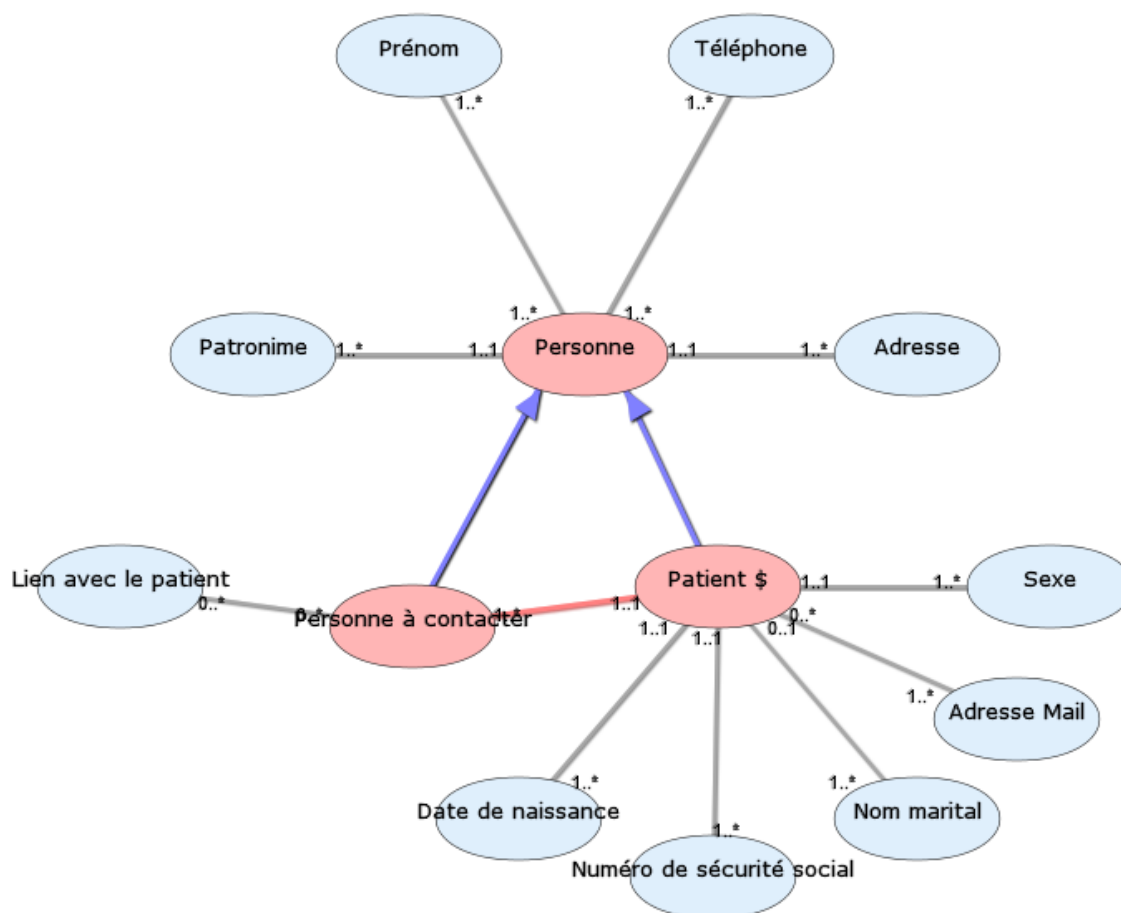 Prénom
Téléphone
1..*
1..*
1..*
1..*
Patronime
1..*
1..1
Personne
1..1
1..*
Adresse
Lien avec le patient
0..*
0..*
Personne à contacter
1..*
1..1
Patient $
1..1
1..*
Sexe
1..1
1..1
0..1
0..*
1..*
Adresse Mail
1..*
Date de naissance
1..*
Numéro de sécurité social
1..*
Nom marital